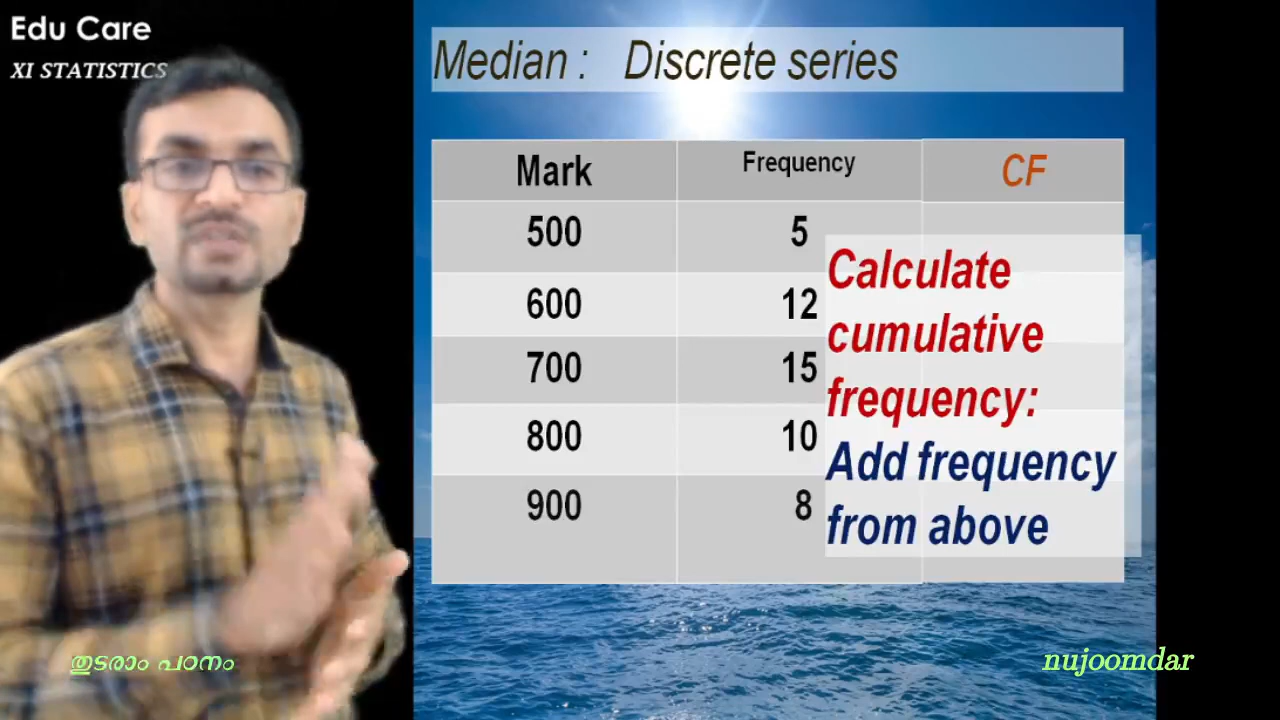 Edu Care
XI STATISTICS
Median : Discrete series
Mark Frequency CF
500 5
600 12
700 15
800 10
900 8
Calculate
cumulative
frequency:
Add frequency
from above
തുടരാം പഠനം
nujoomdar